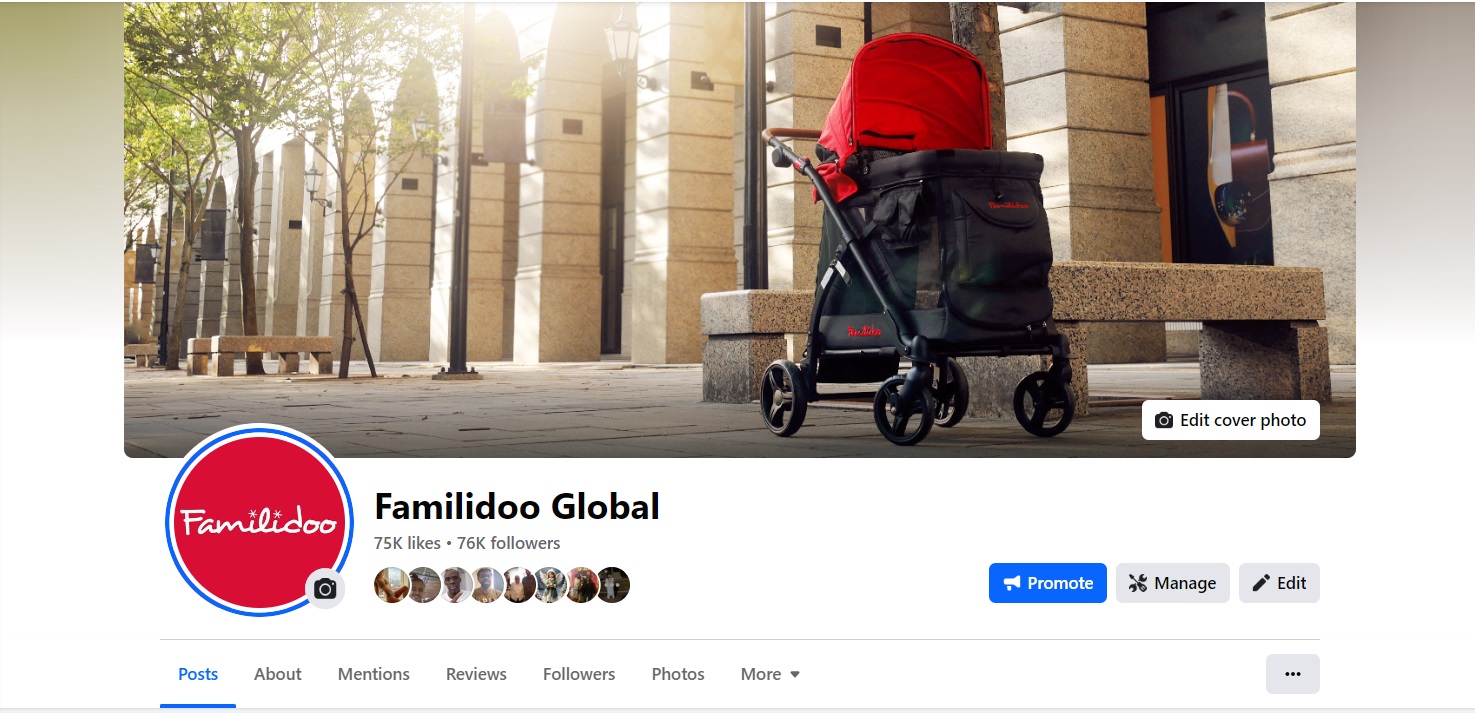 Familidoo
Familidoo
Edit cover photo
Familidoo
Familidoo Global
75K likes • 76K followers
Promote
Manage
Edit
Posts
About
Mentions
Reviews
Followers
Photos
More